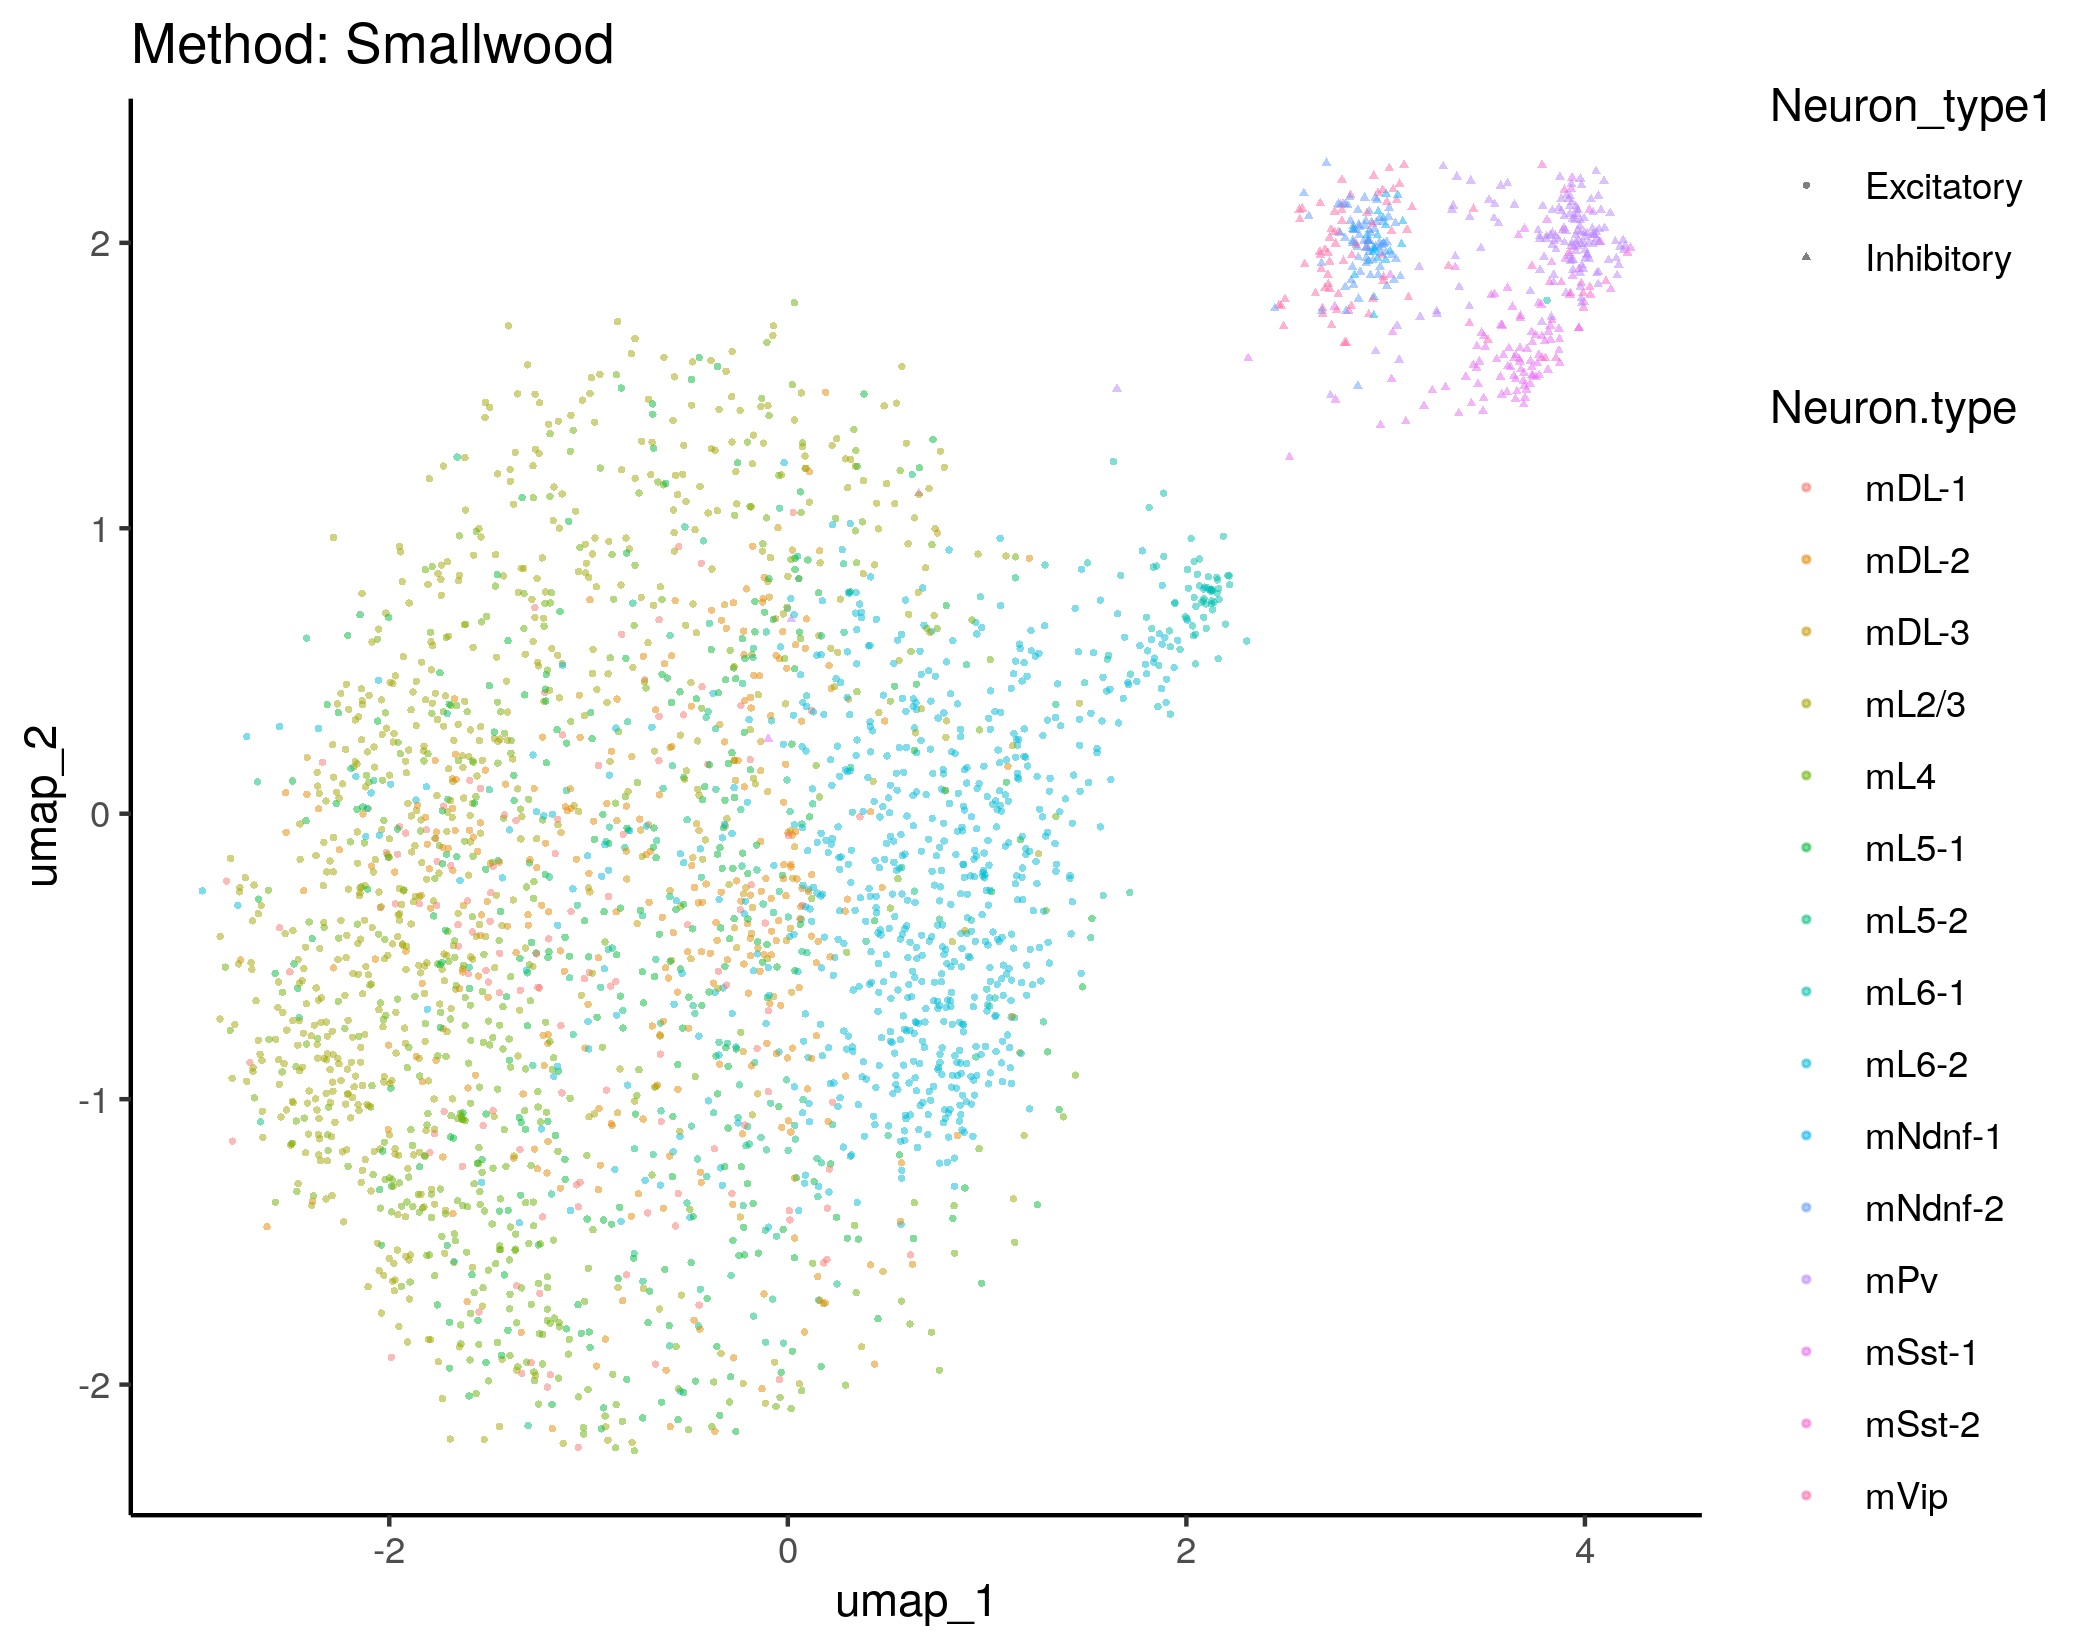 Method: Smallwood
umap_2
2
1
0
-1
-2
-2
0
2
4
umap_1
Neuron_type1
Excitatory
Inhibitory
Neuron.type
mDL-1
mDL-2
mDL-3
mL2/3
mL4
mL5-1
mL5-2
mL6-1
mL6-2
mNdnf-1
mNdnf-2
mPv
mSst-1
mSst-2
mVip